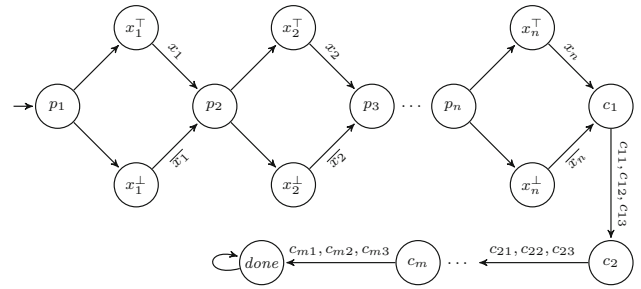 x₁⊤ x₂⊤ xₙ⊤
x₁ x₂ xₙ
p₁ p₂ p₃ ··· pₙ c₁
x̅₁ x̅₂ x̅ₙ
x₁⊥ x₂⊥ xₙ⊥
c₁₁, c₁₂, c₁₃
done cₘ₁, cₘ₂, cₘ₃ cₘ ··· c₂₁, c₂₂, c₂₃ c₂